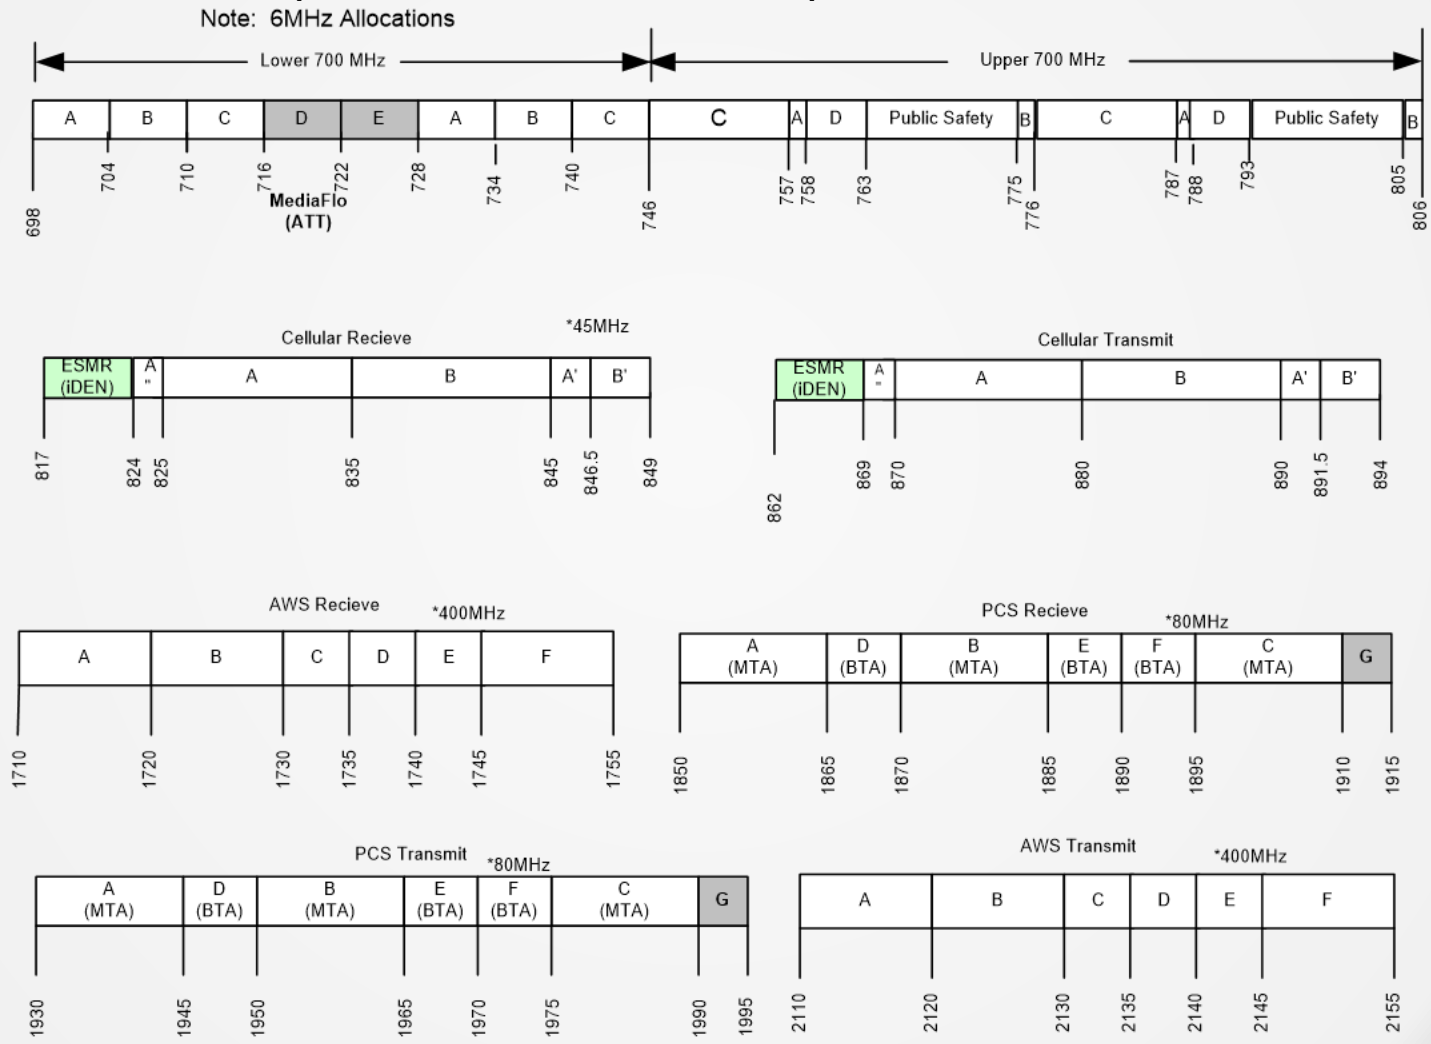 Note: 6MHz Allocations
Lower 700 MHz
Upper 700 MHz
A B C D E A B C C A D Public Safety B C A D Public Safety B
698 704 710 716 722 728 734 740 746 757 758 763 775 776 787 788 793 805 806
MediaFlo
(ATT)
Cellular Recieve
*45MHz
ESMR
(iDEN)
A
"
A B A' B'
817 824 825 835 845 846.5 849
Cellular Transmit
ESMR
(iDEN)
A
"
A B A' B'
862 869 870 880 890 891.5 894
AWS Recieve
*400MHz
A B C D E F
1710 1720 1730 1735 1740 1745 1755
PCS Recieve
*80MHz
A D B E F C G
(MTA) (BTA) (MTA) (BTA) (BTA) (MTA)
1850 1865 1870 1885 1890 1895 1910 1915
PCS Transmit
*80MHz
A D B E F C G
(MTA) (BTA) (MTA) (BTA) (BTA) (MTA)
1930 1945 1950 1965 1970 1975 1990 1995
AWS Transmit
*400MHz
A B C D E F
2110 2120 2130 2135 2140 2145 2155